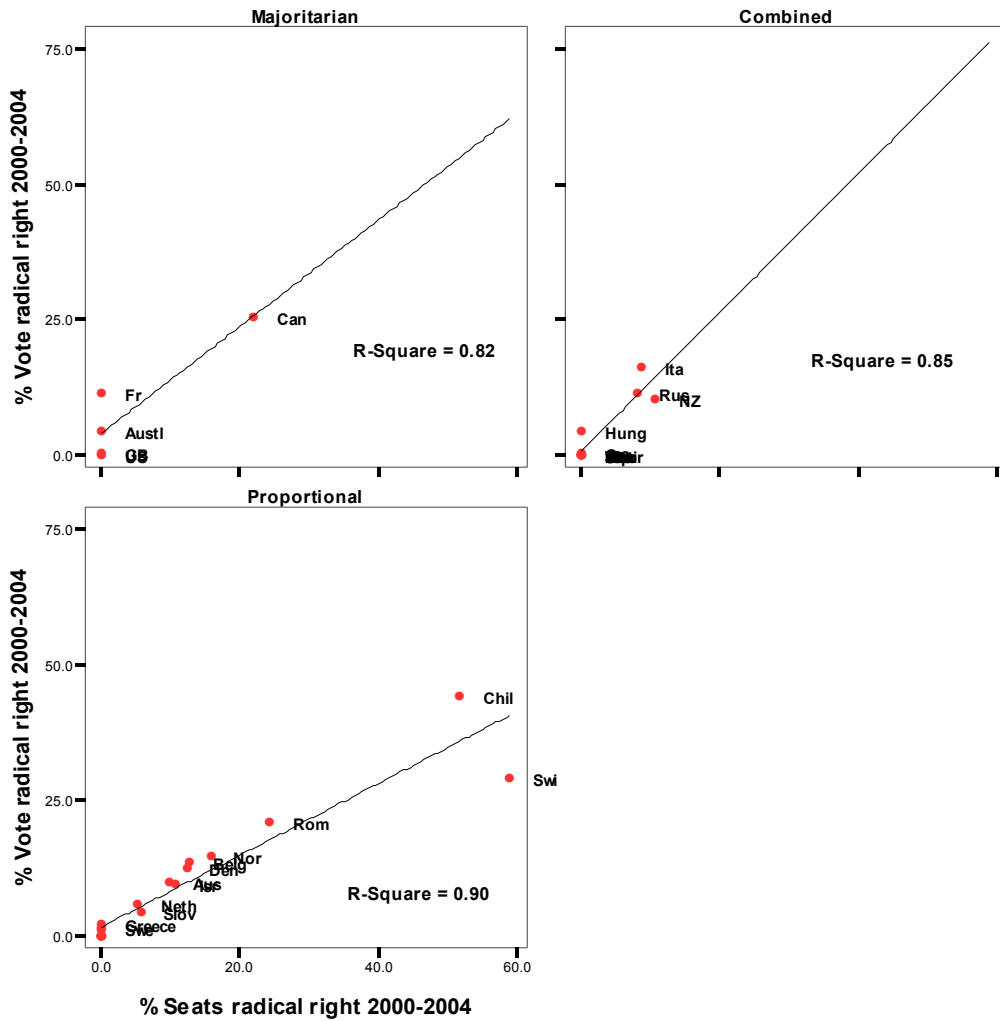 Majoritarian
Combined
% Vote radical right 2000-2004
75.0
50.0
25.0
0.0
Can
R-Square = 0.82
Fr
Austl
GB
US
Ita
Rus
NZ
R-Square = 0.85
Hung
Proportional
% Vote radical right 2000-2004
75.0
50.0
25.0
0.0
Chil
Swi
Rom
Nor
Belg
Den
Aus
Isr
R-Square = 0.90
Neth
Slov
Greece
Swe
0.0 20.0 40.0 60.0
% Seats radical right 2000-2004